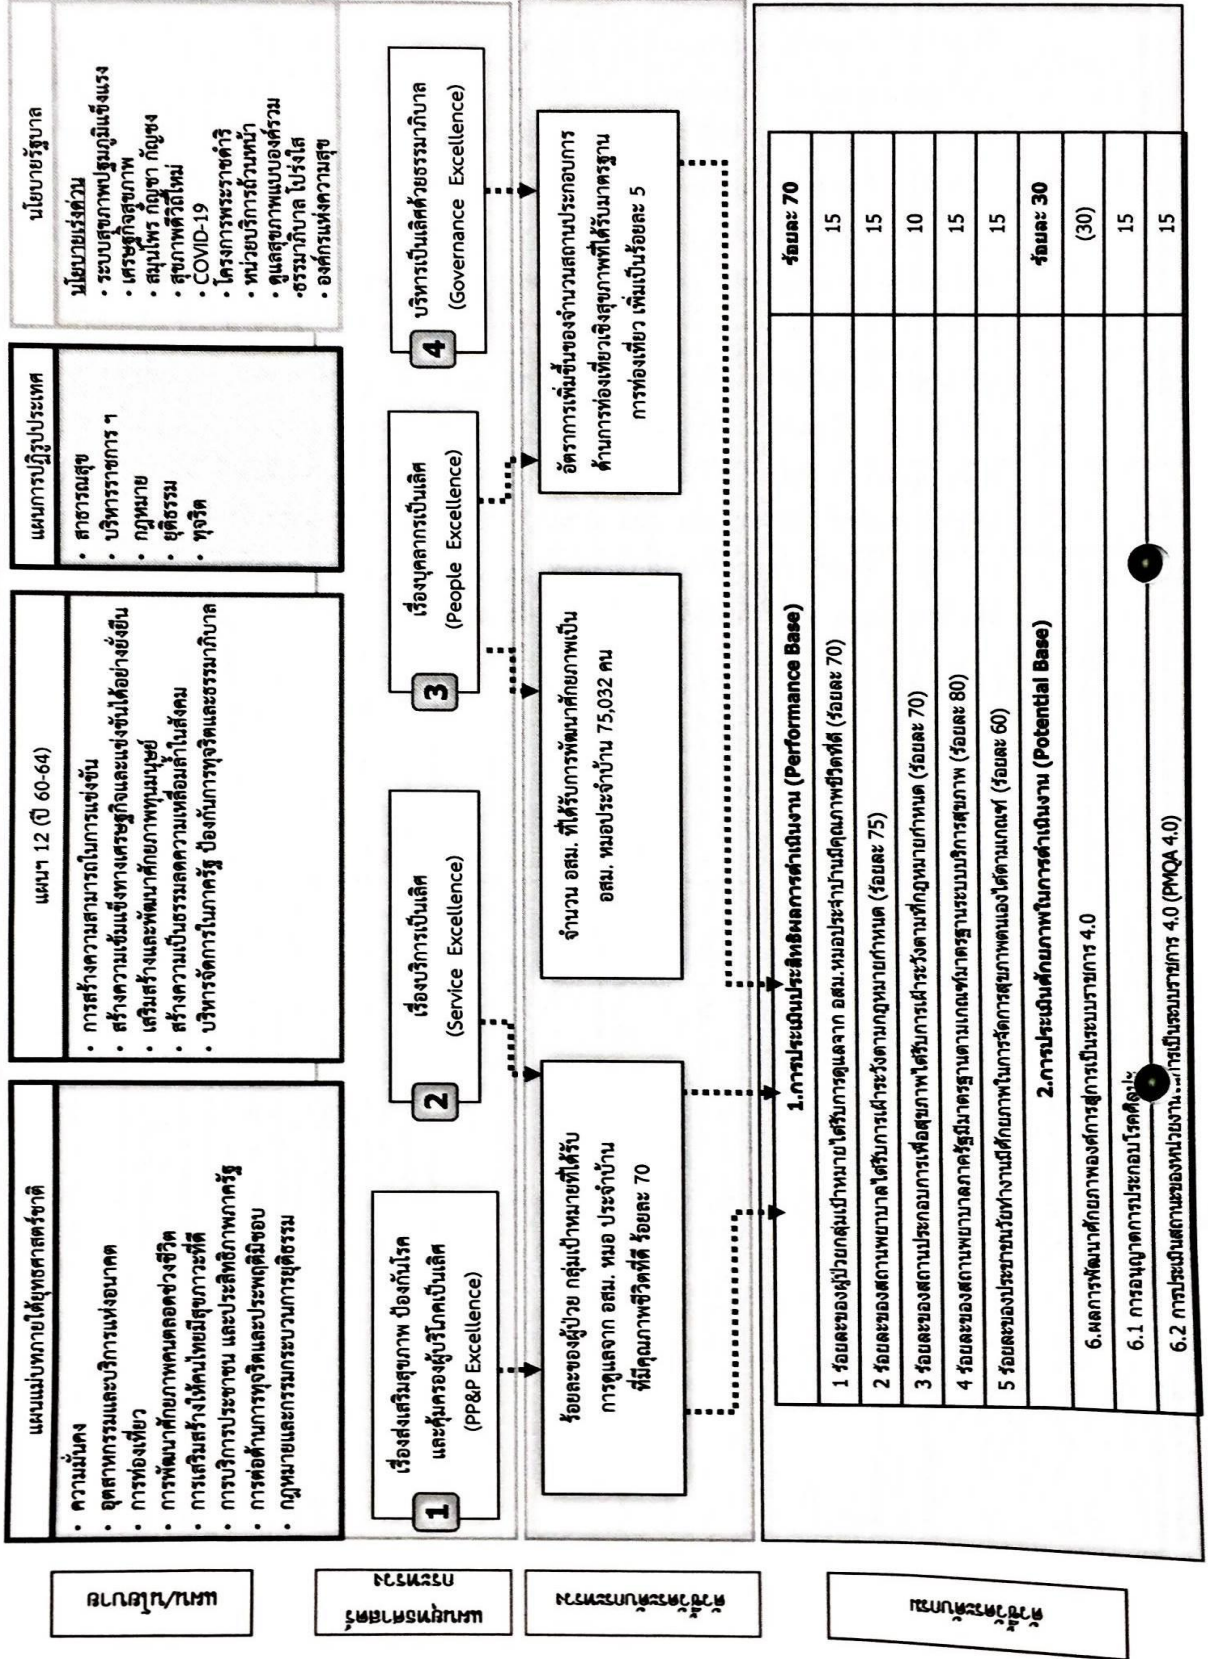 แผน/นโยบาย
แผนแม่บทภายใต้ยุทธศาสตร์ชาติ
• ความมั่นคง
• อุตสาหกรรมและบริการแห่งอนาคต
• การท่องเที่ยว
• การพัฒนาศักยภาพคนตลอดช่วงชีวิต
• การเสริมสร้างให้คนไทยมีสุขภาวะที่ดี
• การบริการประชาชน และประสิทธิภาพภาครัฐ
• การต่อต้านการทุจริตและประพฤติมิชอบ
• กฎหมายและกระบวนการยุติธรรม
แผนฯ 12 (ปี 60-64)
• การสร้างความสามารถในการแข่งขัน
• สร้างความเข้มแข็งทางเศรษฐกิจและแข่งขันได้อย่างยั่งยืน
• เสริมสร้างและพัฒนาศักยภาพทุนมนุษย์
• สร้างความเป็นธรรมลดความเหลื่อมล้ำในสังคม
• บริหารจัดการในภาครัฐ ป้องกันการทุจริตและธรรมาภิบาล
แผนการปฏิรูปประเทศ
• สาธารณสุข
• บริหารราชการ ฯ
• กฎหมาย
• ยุติธรรม
• ทุจริต
นโยบายรัฐบาล
นโยบายเร่งด่วน
• ระบบสุขภาพปฐมภูมิเข้มแข็ง
• เศรษฐกิจสุขภาพ
• สมุนไพร กัญชา กัญชง
• สุขภาพดีวิถีใหม่
• COVID-19
• โครงการพระราชดำริ
• หน่วยบริการก้าวหน้า
• ดูแลสุขภาพแบบองค์รวม
•ธรรมาภิบาล โปร่งใส
• องค์กรแห่งความสุข
แผนยุทธศาสตร์
กระทรวง
1
เรื่องส่งเสริมสุขภาพ ป้องกันโรค
และคุ้มครองผู้บริโภคเป็นเลิศ
(PP&P Excellence)
2
เรื่องบริการเป็นเลิศ
(Service Excellence)
3
เรื่องบุคลากรเป็นเลิศ
(People Excellence)
4
บริหารเป็นเลิศด้วยธรรมาภิบาล
(Governance Excellence)
ตัวชี้วัดระดับกระทรวง
ร้อยละของผู้ป่วย กลุ่มเป้าหมายที่ได้รับ
การดูแลจาก อสม. หมอ ประจำบ้าน
ที่มีคุณภาพชีวิตที่ดี ร้อยละ 70
จำนวน อสม. ที่ได้รับการพัฒนาศักยภาพเป็น
อสม. หมอประจำบ้าน 75,032 คน
อัตราการเพิ่มขึ้นของจำนวนสถานประกอบการ
ด้านการท่องเที่ยวเชิงสุขภาพที่ได้รับมาตรฐาน
การท่องเที่ยว เพิ่มเป็นร้อยละ 5
ตัวชี้วัดระดับกรม
1.การประเมินประสิทธิผลการดำเนินงาน (Performance Base) ร้อยละ 70
1 ร้อยละของผู้ป่วยกลุ่มเป้าหมายได้รับการดูแลจาก อสม.หมอประจำบ้านมีคุณภาพชีวิตที่ดี (ร้อยละ 70) 15
2 ร้อยละของสถานพยาบาลได้รับการเฝ้าระวังตามกฎหมายกำหนด (ร้อยละ 75) 15
3 ร้อยละของสถานประกอบการเพื่อสุขภาพได้รับการเฝ้าระวังตามที่กฎหมายกำหนด (ร้อยละ 70) 10
4 ร้อยละของสถานพยาบาลภาครัฐมีมาตรฐานตามเกณฑ์มาตรฐานระบบบริการสุขภาพ (ร้อยละ 80) 15
5 ร้อยละของประชาชนวัยทำงานมีศักยภาพในการจัดการสุขภาพตนเองได้ตามเกณฑ์ (ร้อยละ 60) 15
2.การประเมินศักยภาพในการดำเนินงาน (Potential Base) ร้อยละ 30
6.ผลการพัฒนาศักยภาพองค์การสู่การเป็นระบบราชการ 4.0 (30)
6.1 การอนุญาตการประกอบโรคศิลปะ 15
6.2 การประเมินสถานะของหน่วยงานในการเป็นระบบราชการ 4.0 (PMQA 4.0) 15